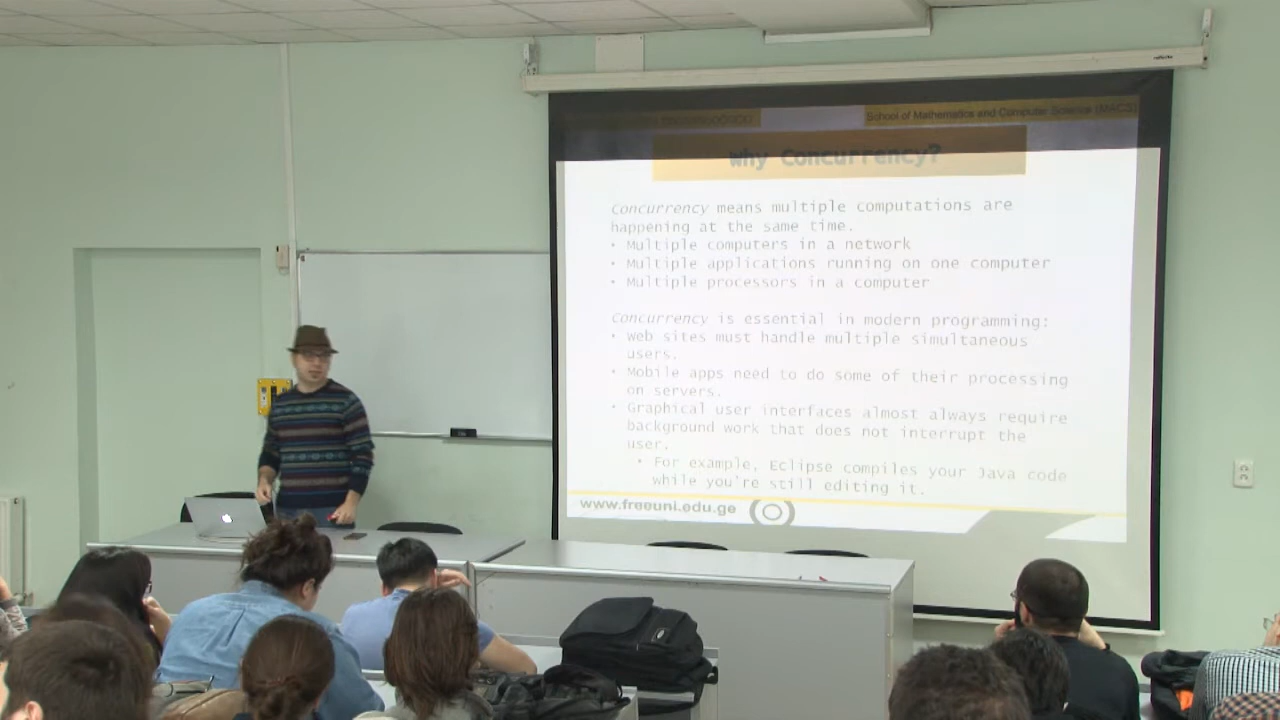 School of Mathematics and Computer Science (MACS)
Why Concurrency?
Concurrency means multiple computations are
happening at the same time.
• Multiple computers in a network
• Multiple applications running on one computer
• Multiple processors in a computer
Concurrency is essential in modern programming:
• Web sites must handle multiple simultaneous
users.
• Mobile apps need to do some of their processing
on servers.
• Graphical user interfaces almost always require
background work that does not interrupt the
user.
• For example, Eclipse compiles your Java code
while you're still editing it.
www.freeuni.edu.ge